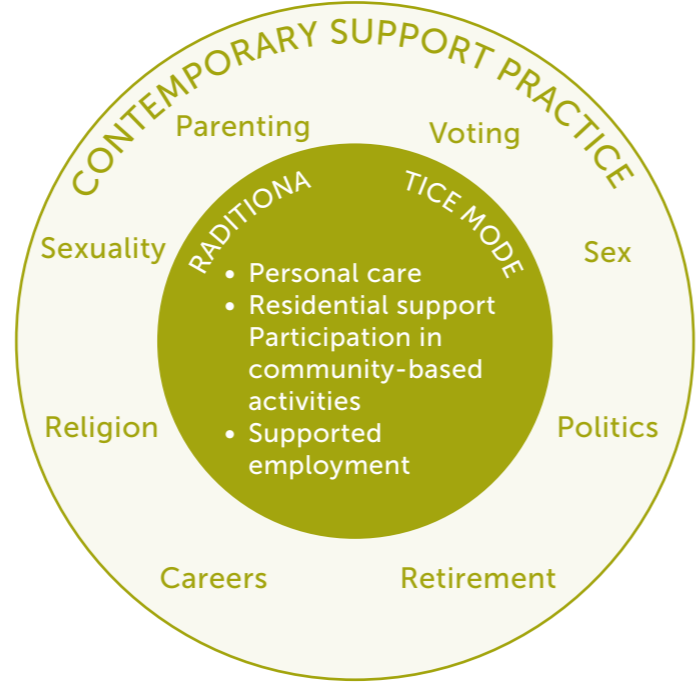 CONTEMPORARY SUPPORT PRACTICE
Parenting
Voting
RADITIONA
TICE MODE
Sexuality
Sex
• Personal care
• Residential support
Participation in
community-based
activities
• Supported
employment
Religion
Politics
Careers
Retirement